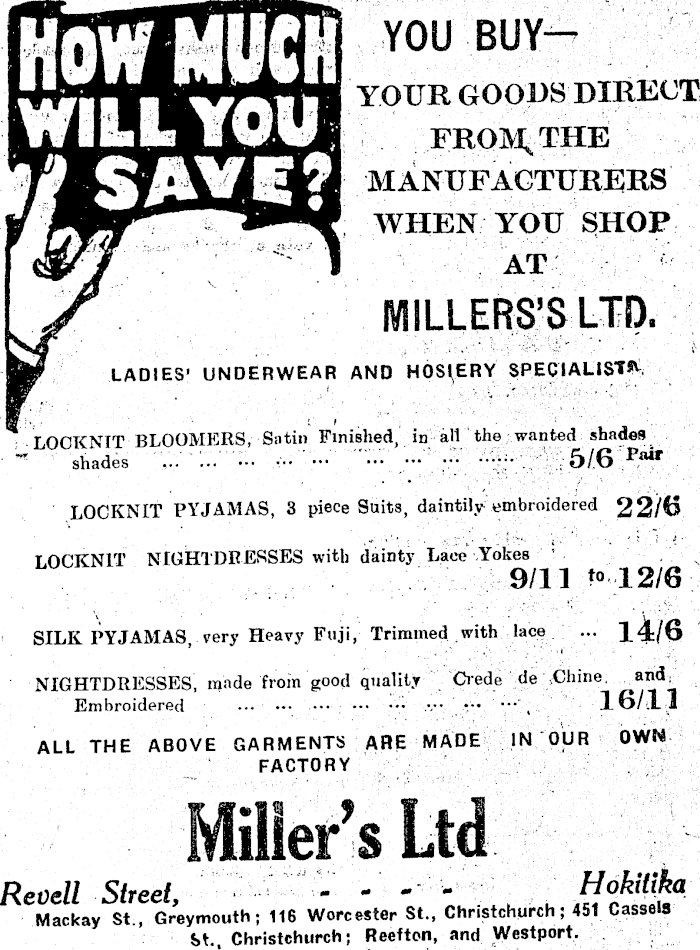 HOW MUCH
WILL YOU
SAVE?
YOU BUY—
YOUR GOODS DIRECT
FROM THE
MANUFACTURERS
WHEN YOU SHOP
AT
MILLERS'S LTD.
LADIES' UNDERWEAR AND HOSIERY SPECIALISTS.
LOCKNIT BLOOMERS, Satin Finished, in all the wanted shades
shades ... ... ... ... ... ... ... ...... 5/6 Pair
LOCKNIT PYJAMAS, 3 piece Suits, daintily embroidered 22/6
LOCKNIT NIGHTDRESSES with dainty Lace Yokes
9/11 to 12/6
SILK PYJAMAS, very Heavy Fuji, Trimmed with lace ... 14/6
NIGHTDRESSES, made from good quality Crede de Chine and
Embroidered ... ... ... ... ... ... ... ... 16/11
ALL THE ABOVE GARMENTS ARE MADE IN OUR OWN
FACTORY
Miller's Ltd
Revell Street, - - - - Hokitika
Mackay St., Greymouth; 116 Worcester St., Christchurch; 451 Cassels
St., Christchurch; Reefton, and Westport.